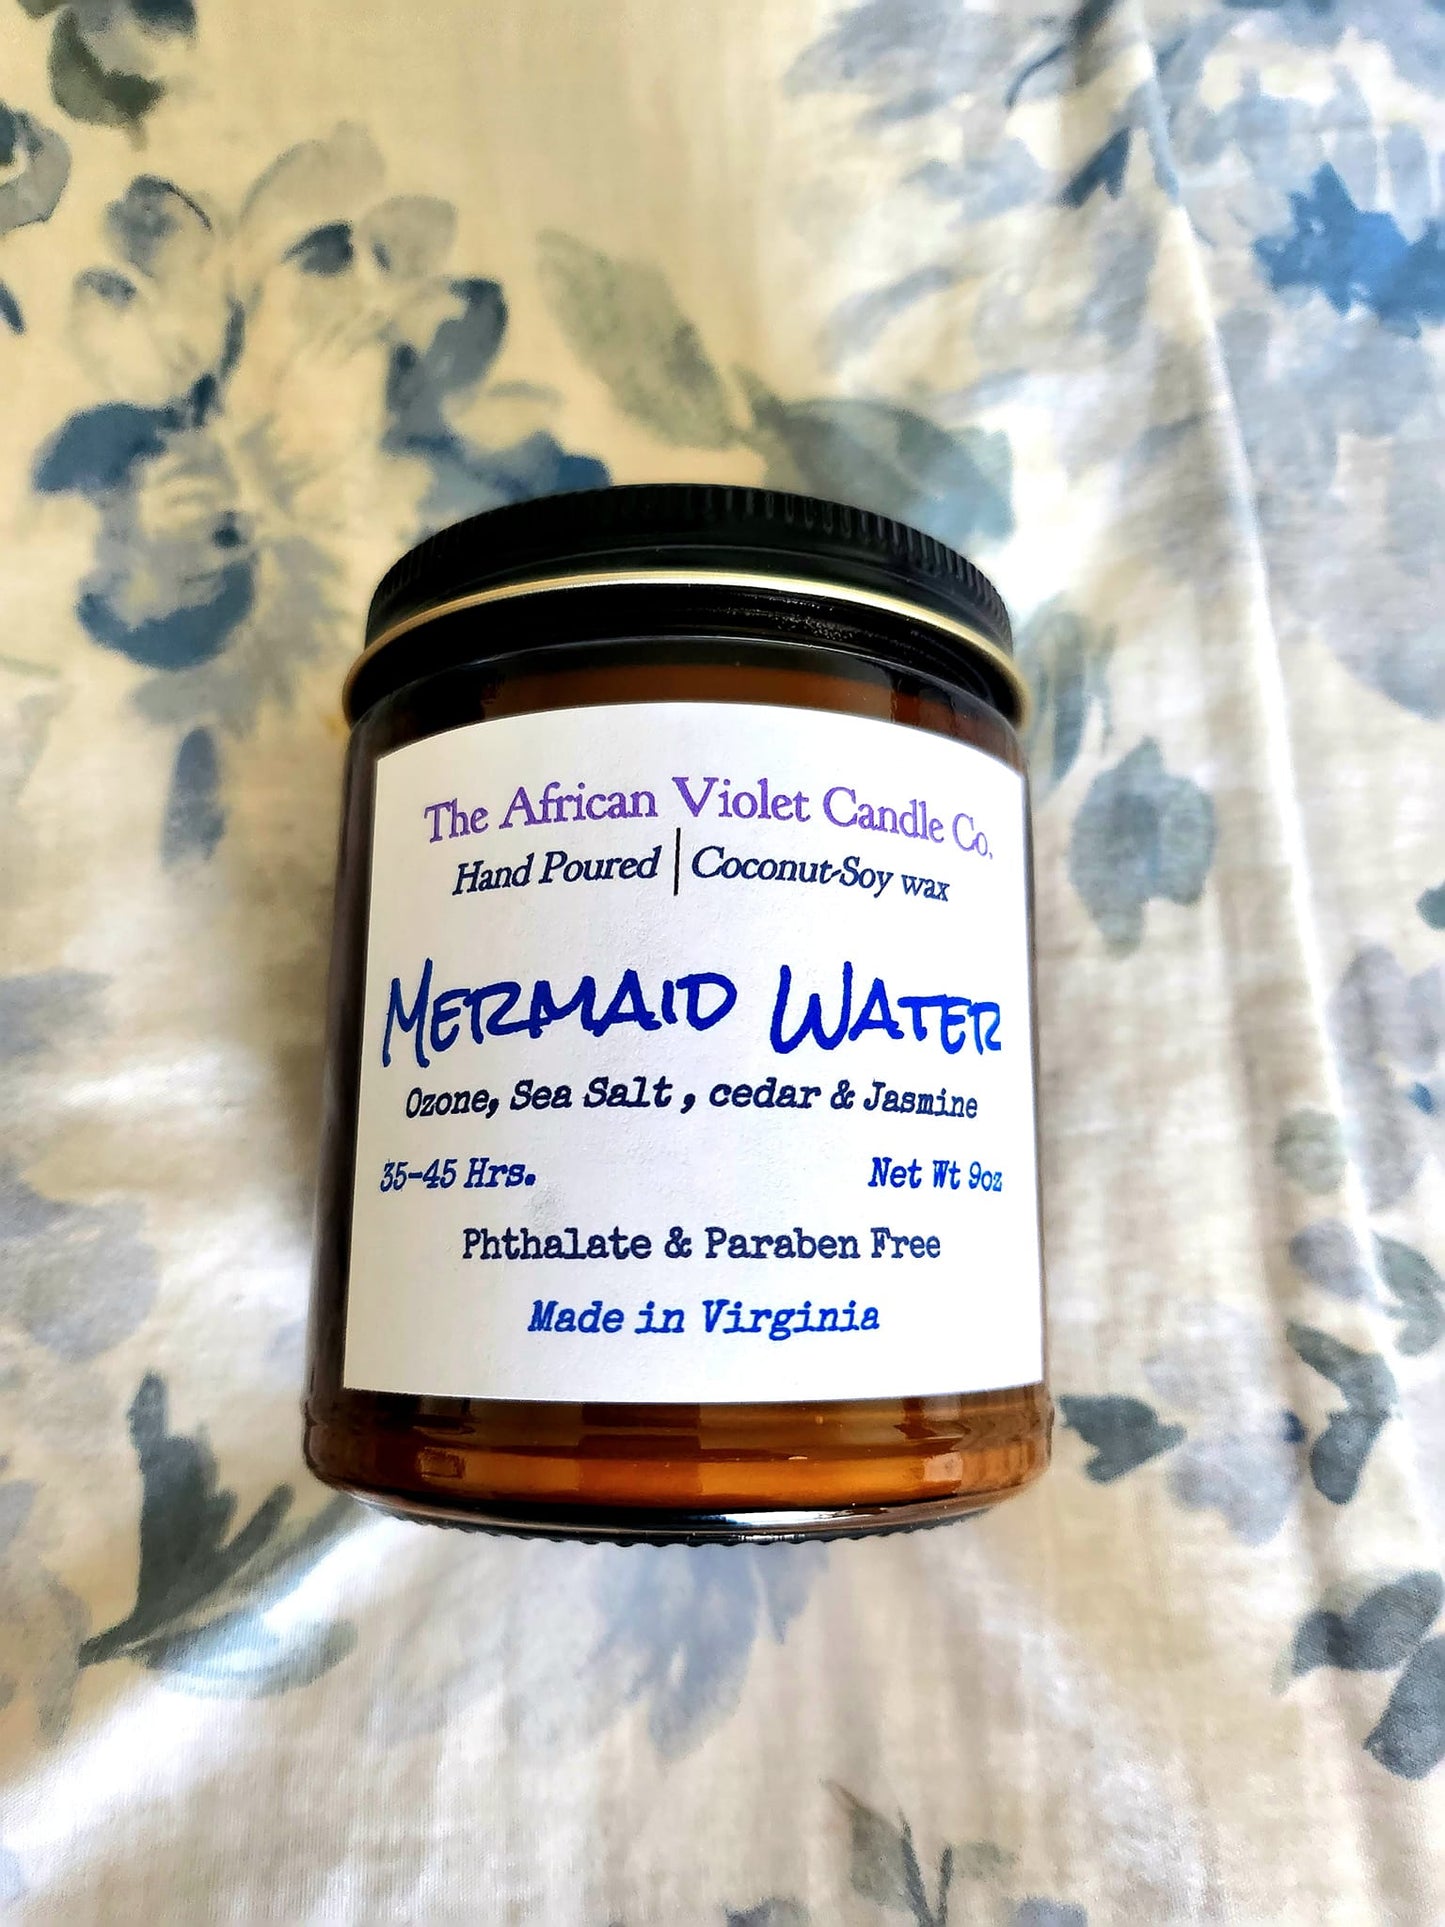 The African Violet Candle Co.
Hand Poured | Coconut-Soy wax
MERMAID WATER
Ozone, Sea Salt , cedar & Jasmine
35-45 Hrs. Net Wt 9oz
Phthalate & Paraben Free
Made in Virginia